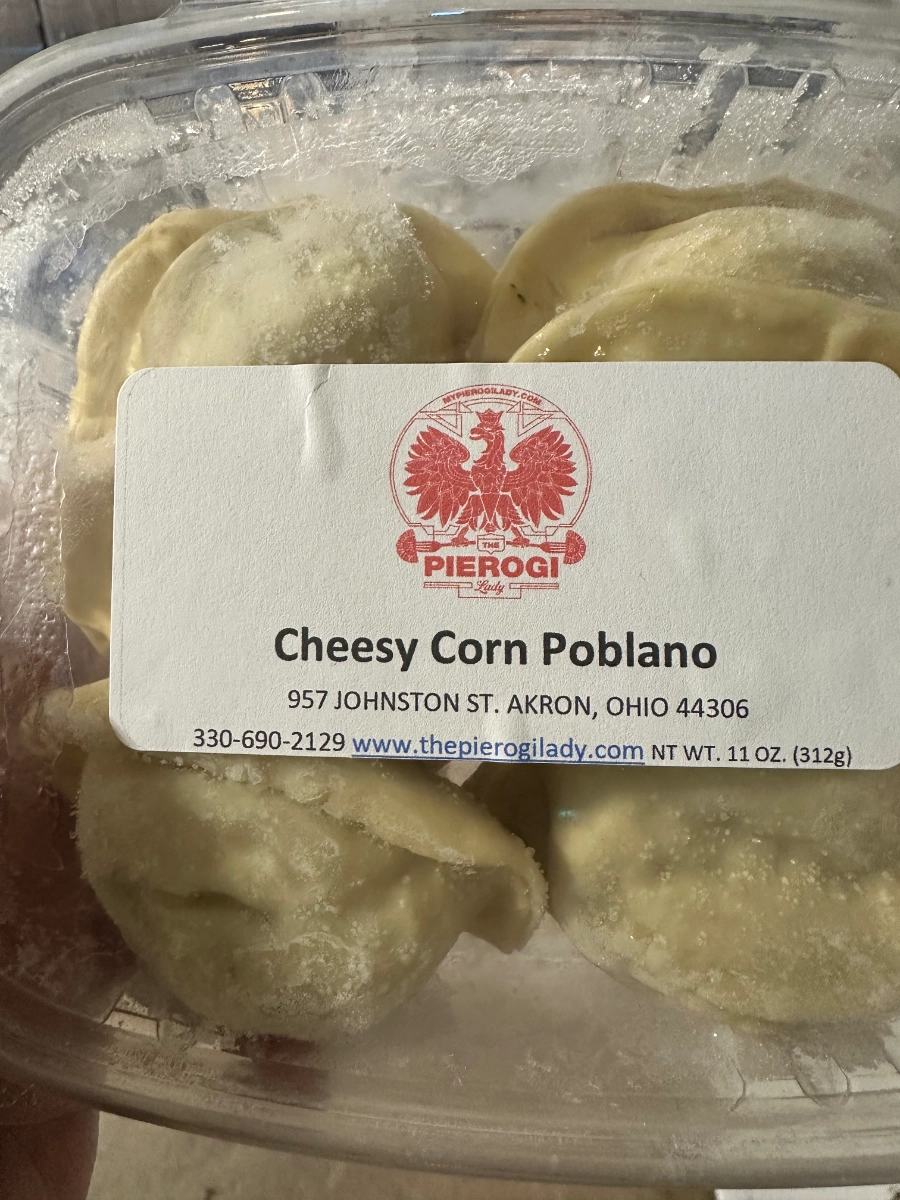 MYPIEROGILADY.COM
THE
PIEROGI
Lady
Cheesy Corn Poblano
957 JOHNSTON ST. AKRON, OHIO 44306
330-690-2129 www.thepierogilady.com NT WT. 11 OZ. (312g)